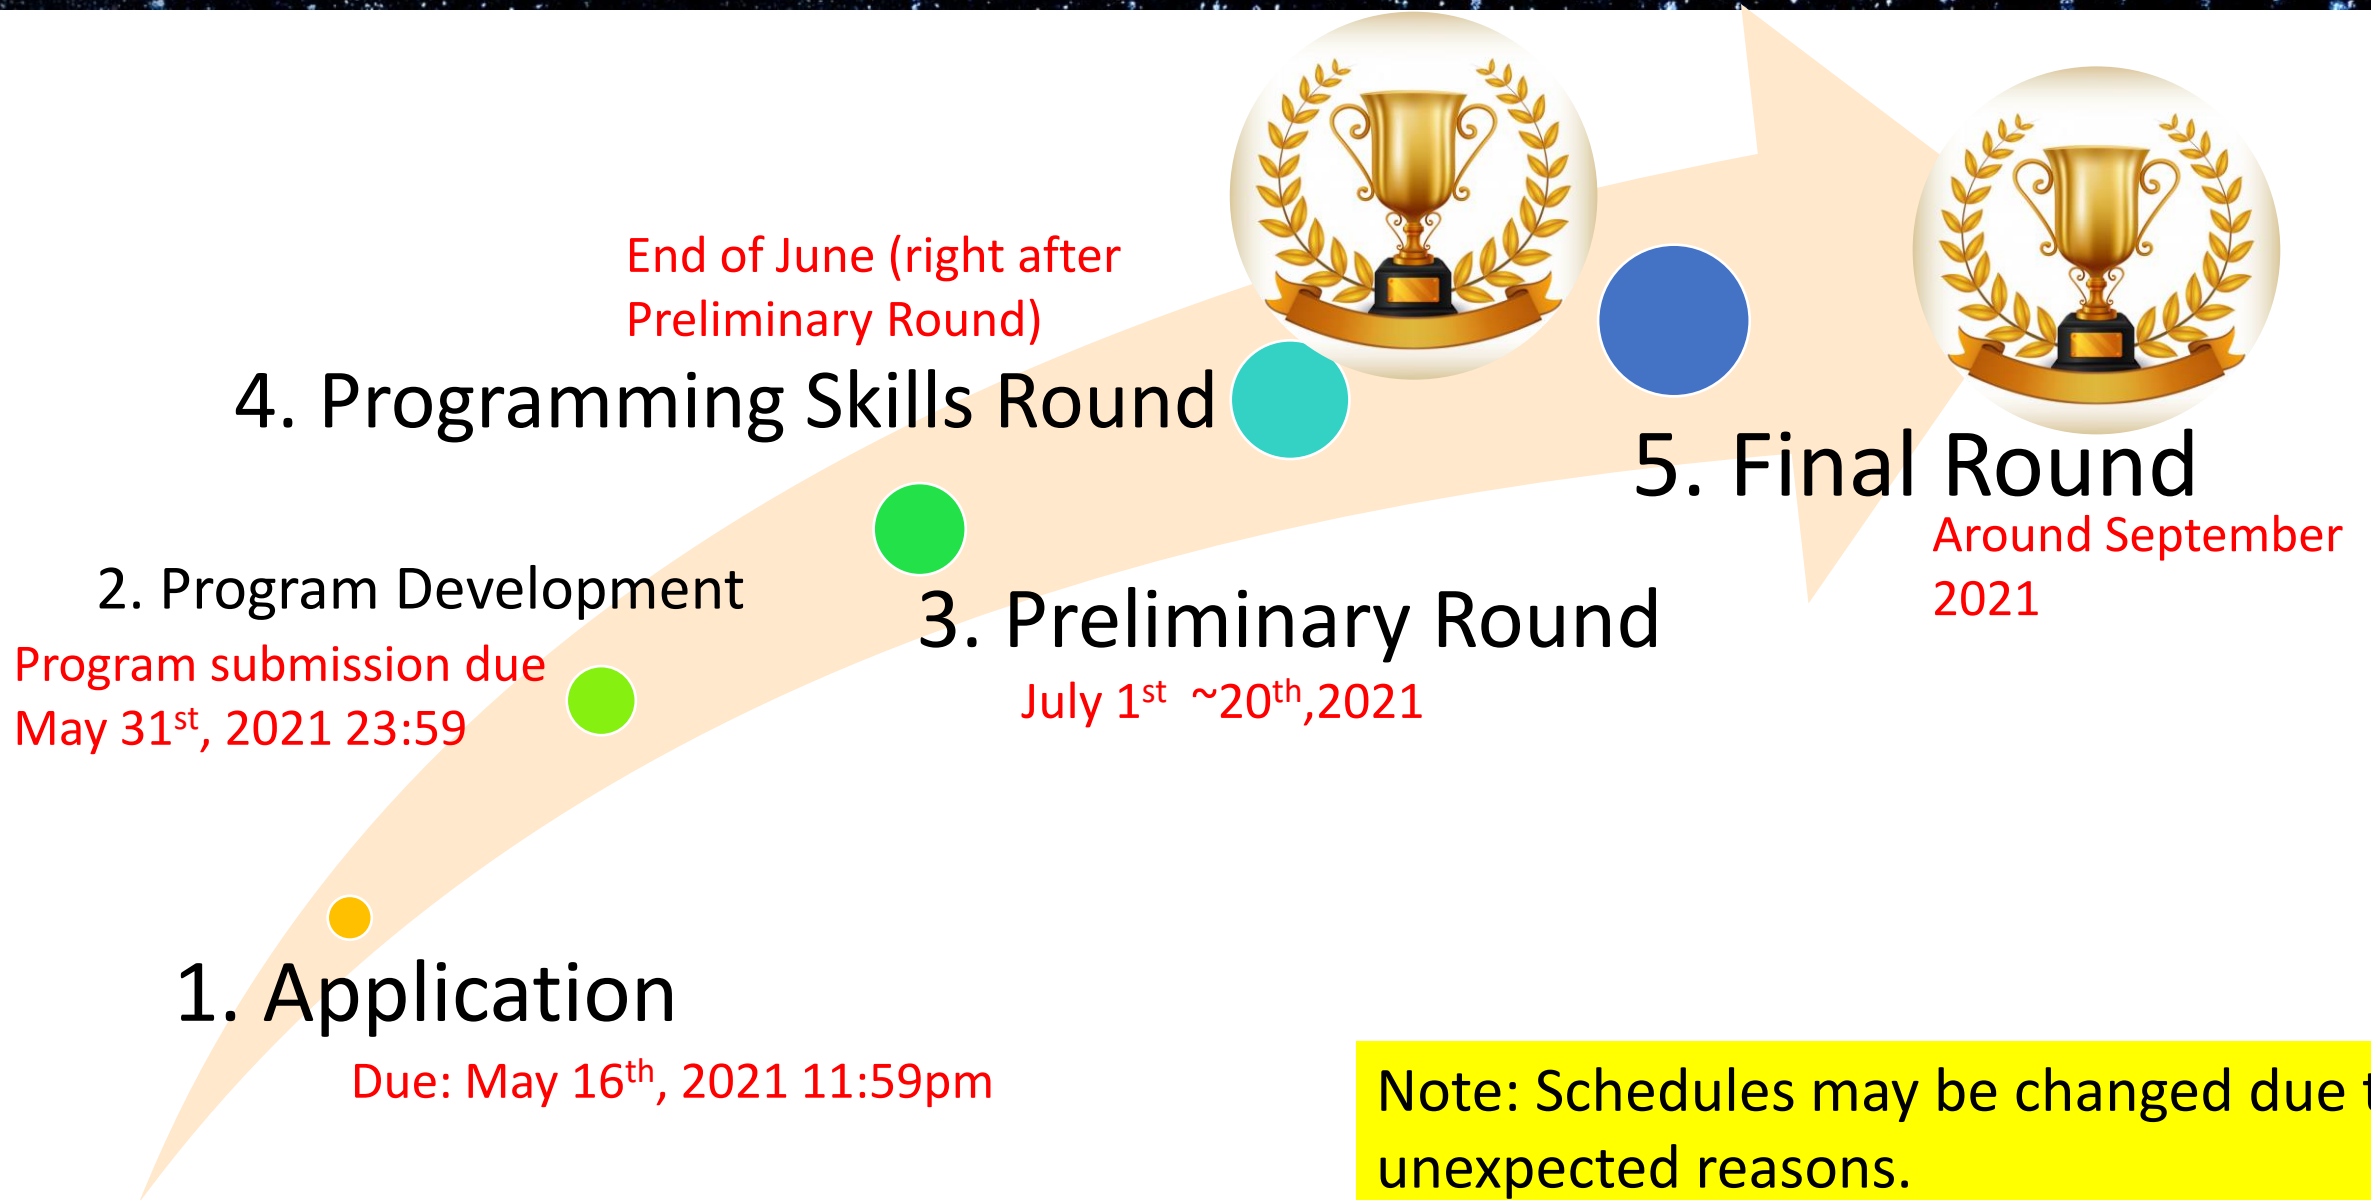 End of June (right after
Preliminary Round)
4. Programming Skills Round
5. Final Round
Around September
2021
2. Program Development
Program submission due
May 31st, 2021 23:59
3. Preliminary Round
July 1st ~20th,2021
1. Application
Due: May 16th, 2021 11:59pm
Note: Schedules may be changed due
unexpected reasons.